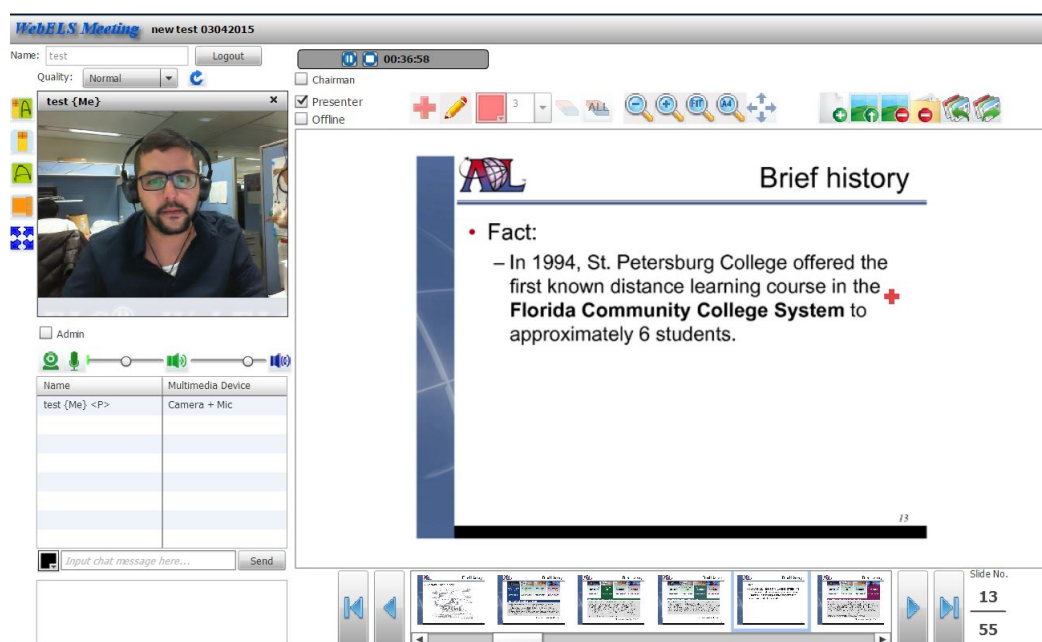 WebELS Meeting new test 03042015
Name: test Logout
Quality: Normal
00:36:58
Chairman
Presenter
Offline
3
ALL
FIT
A4
test {Me} x
Admin
Name Multimedia Device
test {Me} <P> Camera + Mic
Input chat message here... Send
ADL
Brief history
• Fact:
– In 1994, St. Petersburg College offered the
first known distance learning course in the
Florida Community College System to
approximately 6 students.
13
Slide No.
13
55